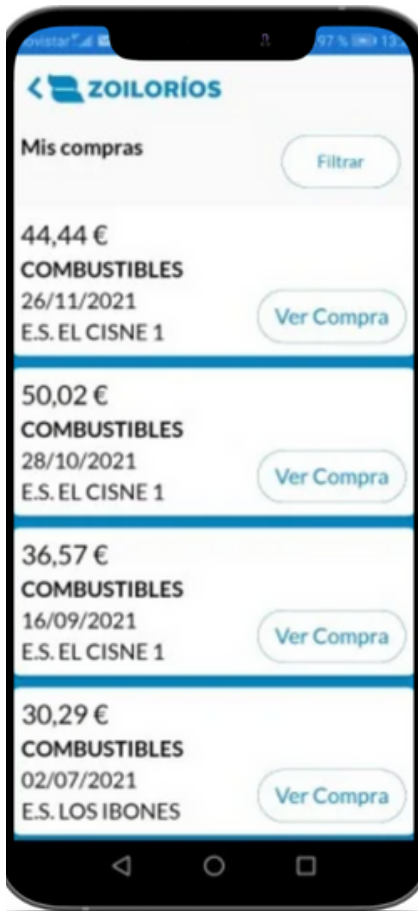 97 %
ZOILORÍOS
Mis compras
Filtrar
44,44 €
COMBUSTIBLES
26/11/2021
E.S. EL CISNE 1
Ver Compra
50,02 €
COMBUSTIBLES
28/10/2021
E.S. EL CISNE 1
Ver Compra
36,57 €
COMBUSTIBLES
16/09/2021
E.S. EL CISNE 1
Ver Compra
30,29 €
COMBUSTIBLES
02/07/2021
E.S. LOS IBONES
Ver Compra